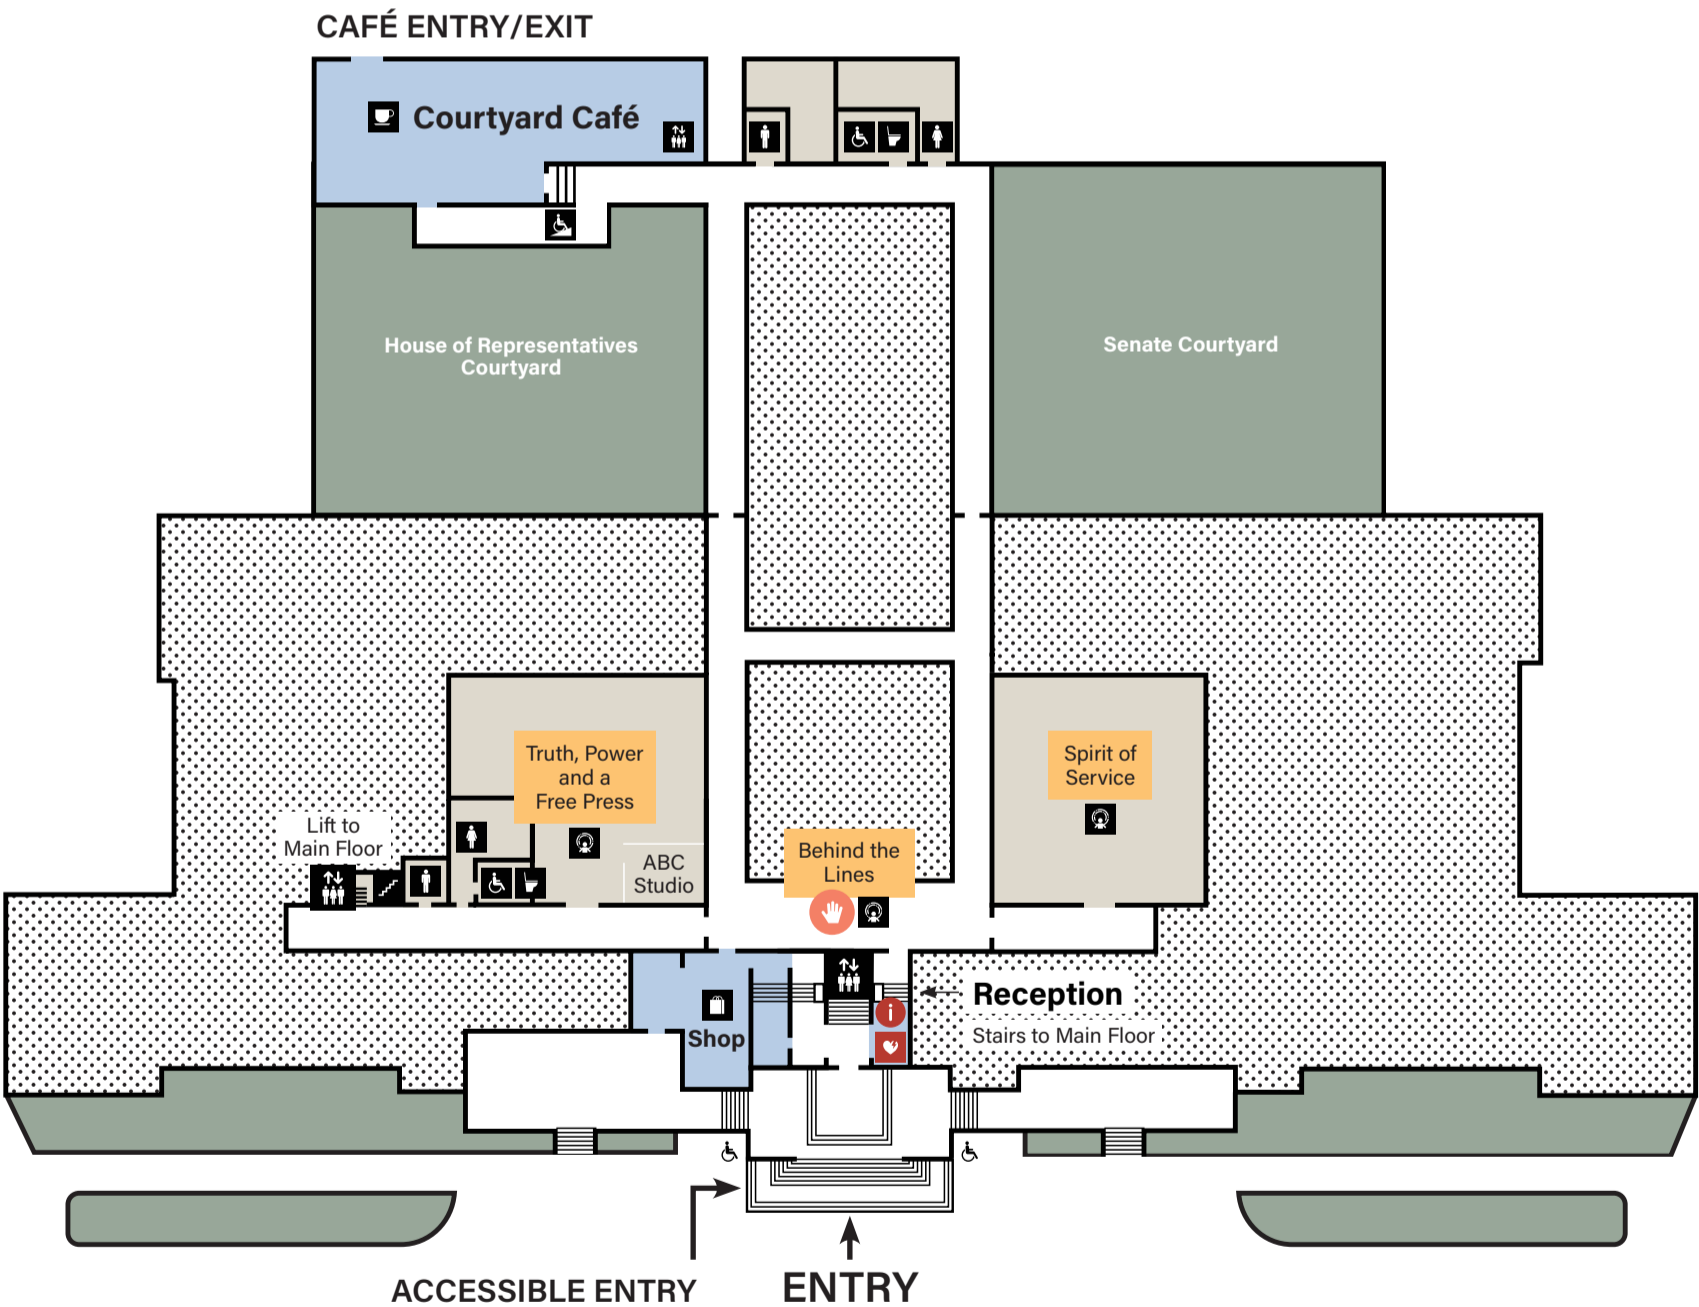 CAFÉ ENTRY/EXIT
Courtyard Café
House of Representatives
Courtyard
Senate Courtyard
Truth, Power
and a
Free Press
Spirit of
Service
Lift to
Main Floor
ABC
Studio
Behind the
Lines
Reception
Stairs to Main Floor
Shop
ACCESSIBLE ENTRY
ENTRY